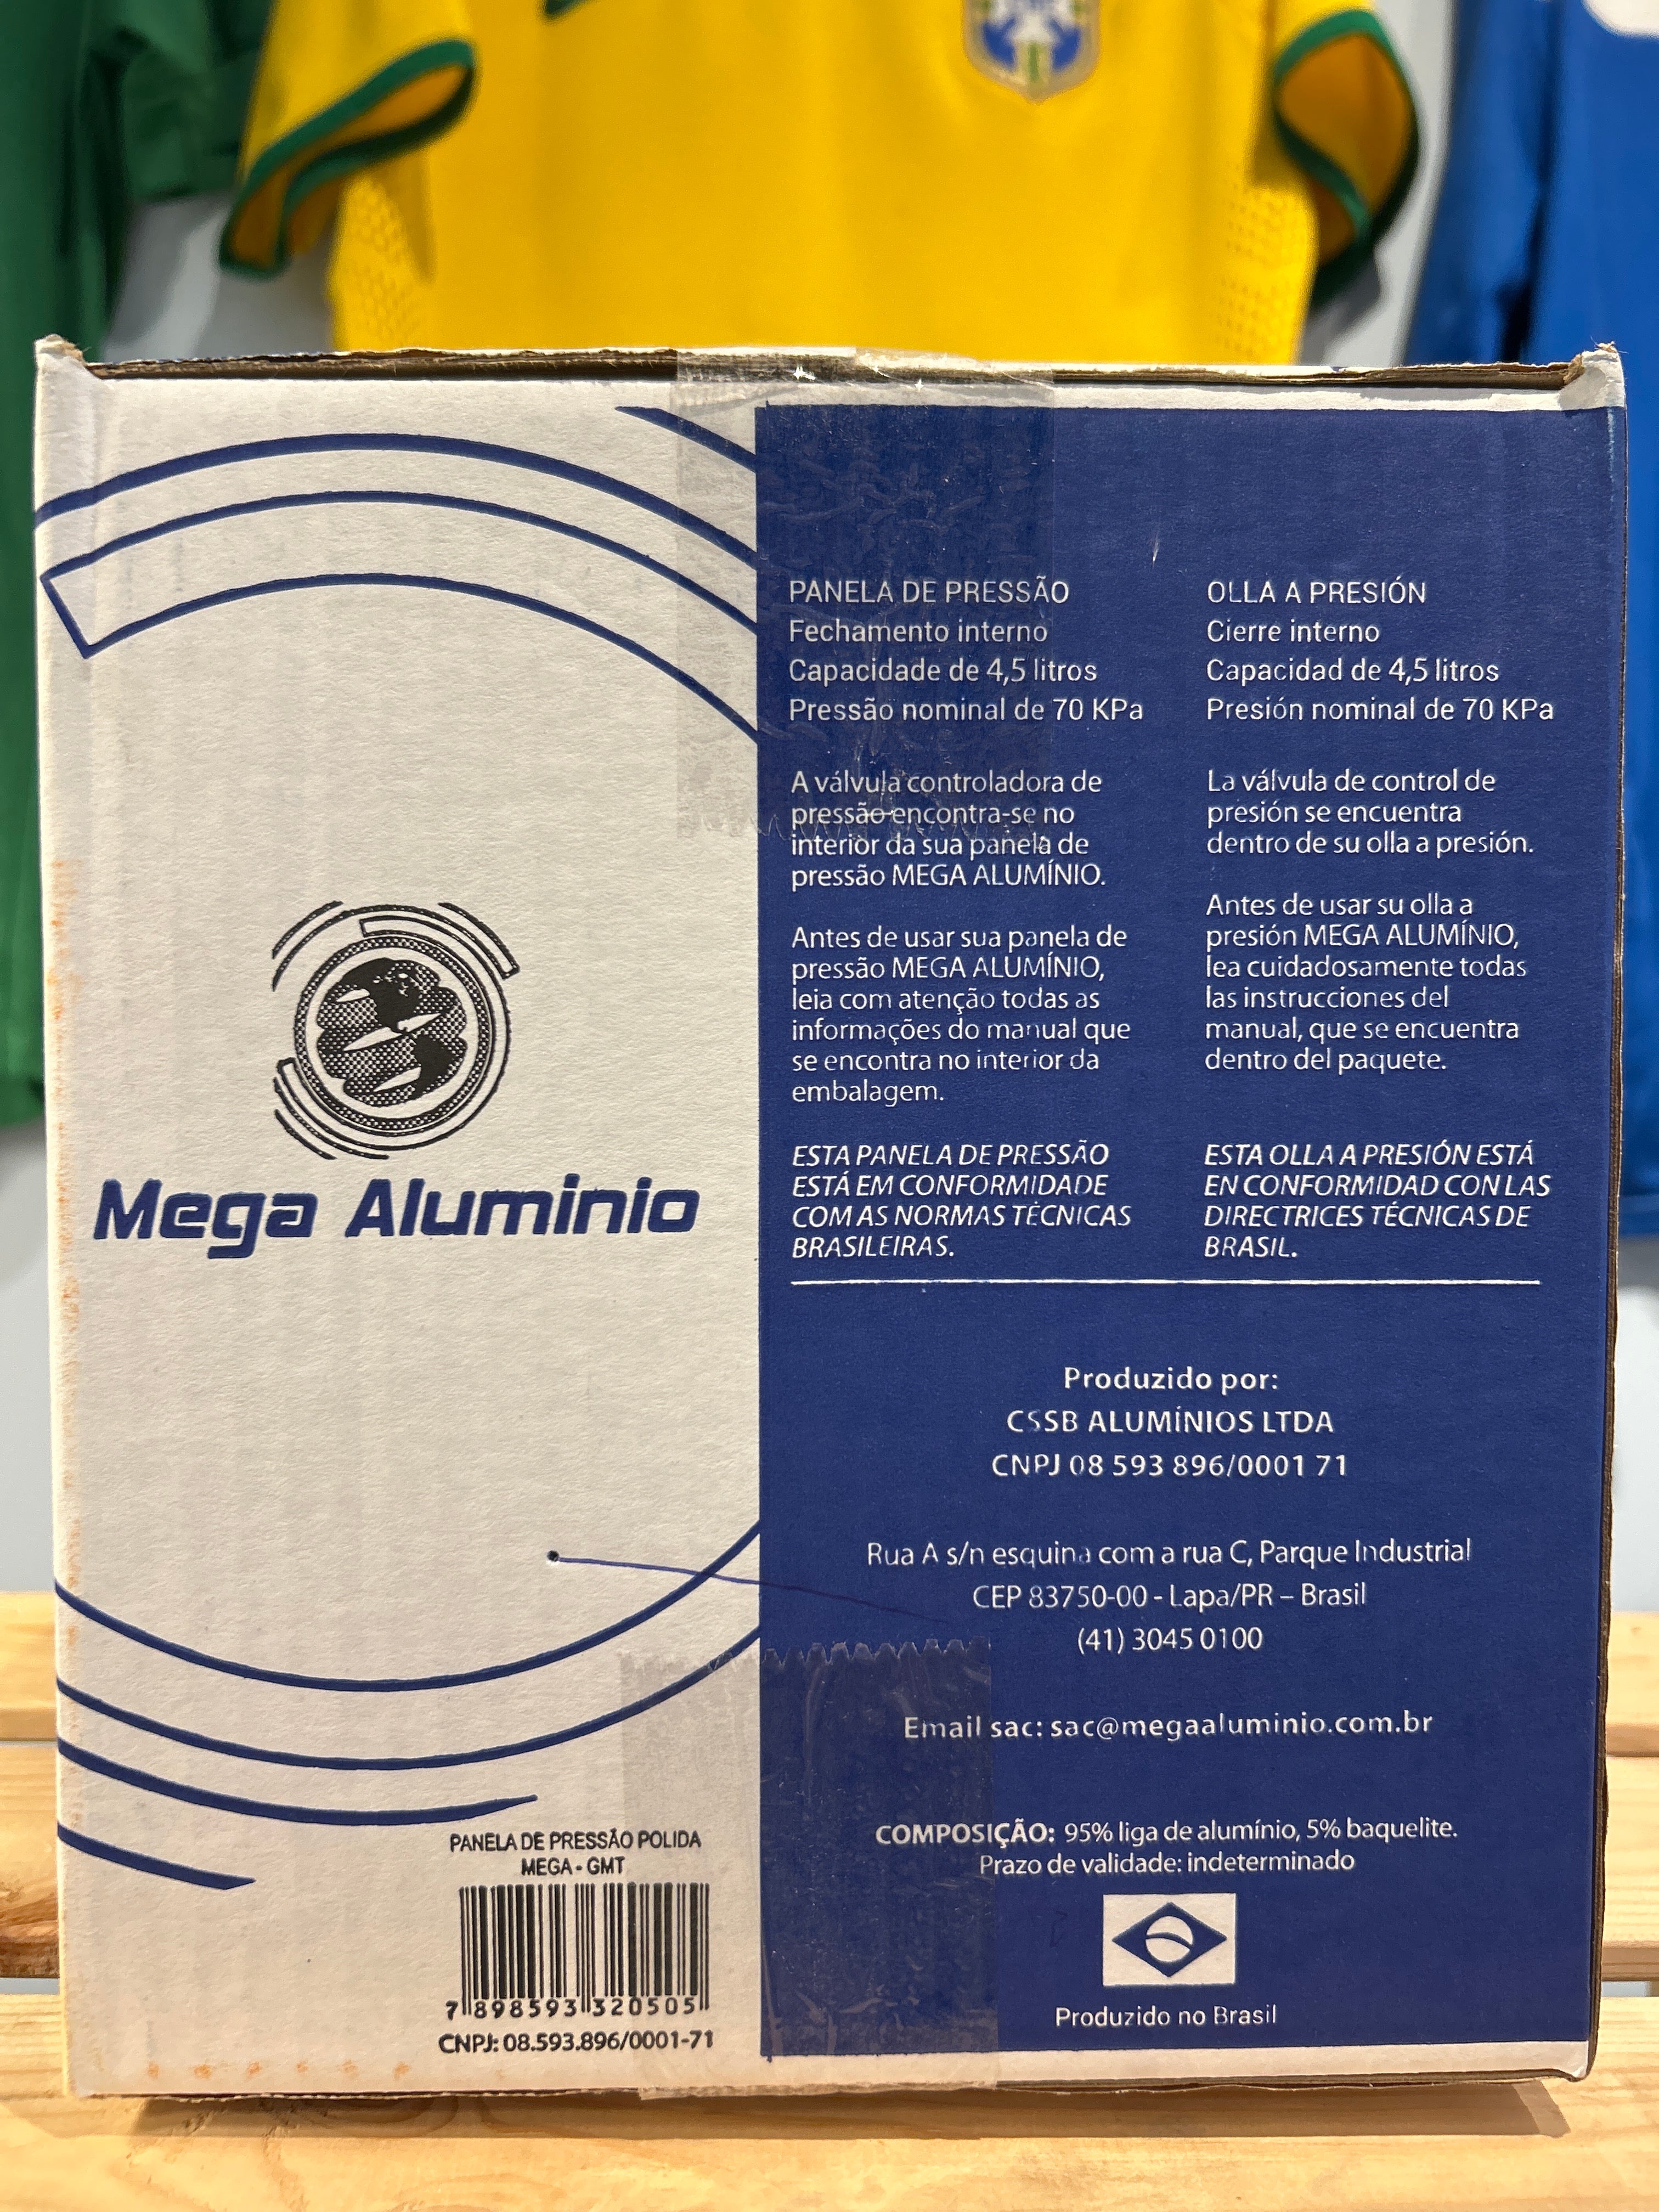 Mega Aluminio
PANELA DE PRESSÃO POLIDA
MEGA - GMT
7 898593 320505
CNPJ: 08.593.896/0001-71
PANELA DE PRESSÃO
Fechamento interno
Capacidade de 4,5 litros
Pressão nominal de 70 KPa
A válvula controladora de
pressão encontra-se no
interior da sua panela de
pressão MEGA ALUMÍNIO.
Antes de usar sua panela de
pressão MEGA ALUMÍNIO,
leia com atenção todas as
informações do manual que
se encontra no interior da
embalagem.
ESTA PANELA DE PRESSÃO
ESTÁ EM CONFORMIDADE
COM AS NORMAS TÉCNICAS
BRASILEIRAS.
OLLA A PRESIÓN
Cierre interno
Capacidad de 4,5 litros
Presión nominal de 70 KPa
La válvula de control de
presión se encuentra
dentro de su olla a presión.
Antes de usar su olla a
presión MEGA ALUMÍNIO,
lea cuidadosamente todas
las instrucciones del
manual, que se encuentra
dentro del paquete.
ESTA OLLA A PRESIÓN ESTÁ
EN CONFORMIDAD CON LAS
DIRECTRICES TÉCNICAS DE
BRASIL.
Produzido por:
CSSB ALUMÍNIOS LTDA
CNPJ 08 593 896/0001 71
Rua A s/n esquina com a rua C, Parque Industrial
CEP 83750-00 - Lapa/PR – Brasil
(41) 3045 0100
Email sac: sac@megaaluminio.com.br
COMPOSIÇÃO: 95% liga de alumínio, 5% baquelite.
Prazo de validade: indeterminado
Produzido no Brasil